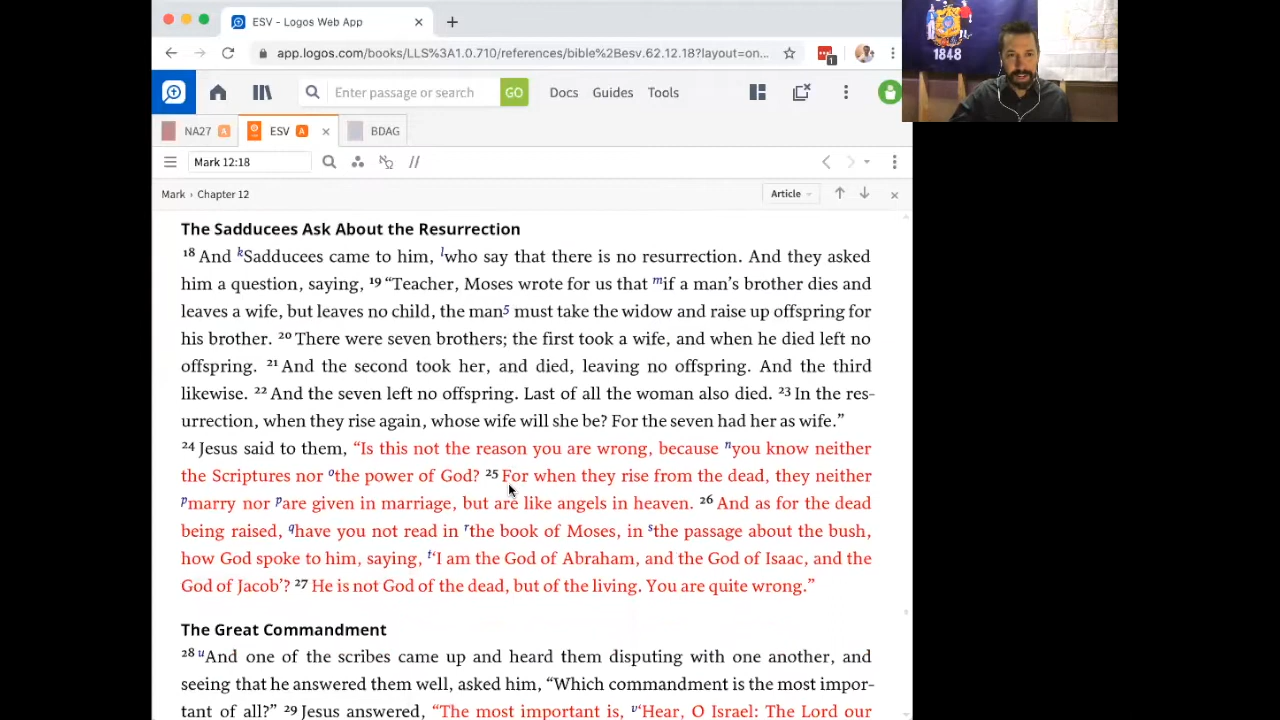 ESV - Logos Web App
app.logos.com/books/LLS%3A1.0.710/references/bible%2Besv.62.12.18?layout=on...
1
1848
Enter passage or search GO Docs Guides Tools
NA27 A ESV A BDAG
Mark 12:18
Mark › Chapter 12 Article
The Sadducees Ask About the Resurrection
18 And kSadducees came to him, lwho say that there is no resurrection. And they asked
him a question, saying, 19 “Teacher, Moses wrote for us that mif a man’s brother dies and
leaves a wife, but leaves no child, the man5 must take the widow and raise up offspring for
his brother. 20 There were seven brothers; the first took a wife, and when he died left no
offspring. 21 And the second took her, and died, leaving no offspring. And the third
likewise. 22 And the seven left no offspring. Last of all the woman also died. 23 In the res-
urrection, when they rise again, whose wife will she be? For the seven had her as wife.”
24 Jesus said to them, “Is this not the reason you are wrong, because nyou know neither
the Scriptures nor othe power of God? 25 For when they rise from the dead, they neither
pmarry nor pare given in marriage, but are like angels in heaven. 26 And as for the dead
being raised, qhave you not read in rthe book of Moses, in sthe passage about the bush,
how God spoke to him, saying, t‘I am the God of Abraham, and the God of Isaac, and the
God of Jacob’? 27 He is not God of the dead, but of the living. You are quite wrong.”
The Great Commandment
28 uAnd one of the scribes came up and heard them disputing with one another, and
seeing that he answered them well, asked him, “Which commandment is the most impor-
tant of all?” 29 Jesus answered, “The most important is, v‘Hear, O Israel: The Lord our